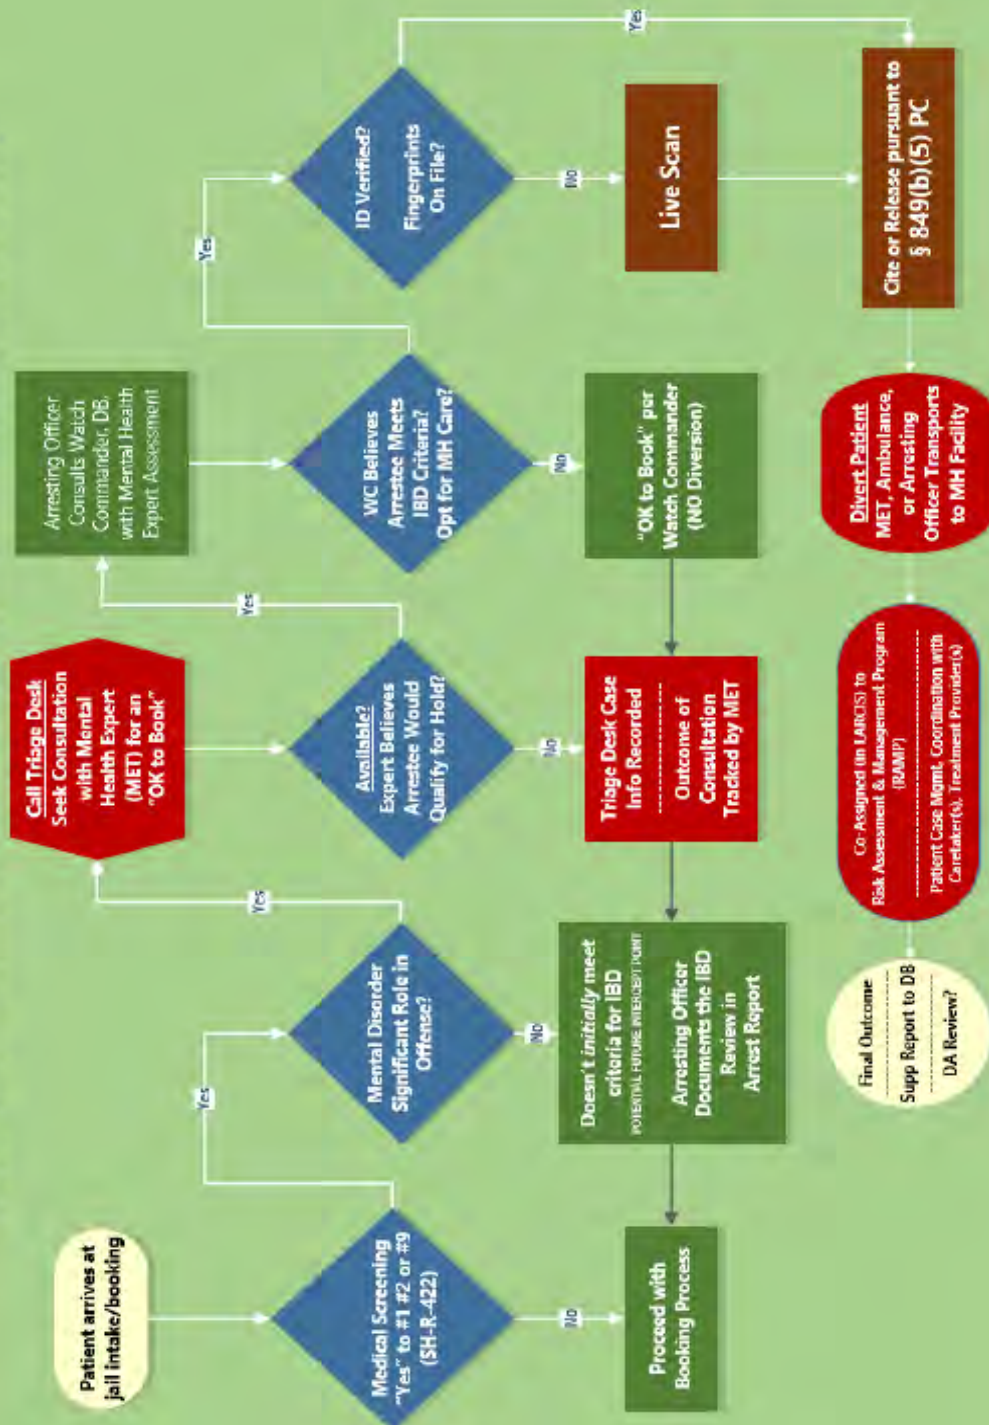 Patient arrives at
jail intake/booking
Medical Screening
"Yes" to #1 #2 or #9
(SH-R-422)
No
Proceed with
Booking Process
Yes
Mental Disorder
Significant Role in
Offense?
No
Doesn't initially meet
criteria for IBD
POTENTIAL FUTURE INTERCEPT POINT
Arresting Officer
Documents the IBD
Review in
Arrest Report
Yes
Call Triage Desk
Seek Consultation
with Mental
Health Expert
(MET) for an
"OK to Book"
Available?
Expert Believes
Arrestee Would
Qualify for Hold?
No
Triage Desk Case
Info Recorded
Outcome of
Consultation
Tracked by MET
Yes
Arresting Officer
Consults Watch
Commander, DB,
with Mental Health
Expert Assessment
WC Believes
Arrestee Meets
IBD Criteria?
Opt for MH Care?
No
"OK to Book" per
Watch Commander
(NO Diversion)
Yes
ID Verified?
Fingerprints
On File?
No
Live Scan
Yes
Cite or Release pursuant to
§ 849(b)(5) PC
Divert Patient
MET, Ambulance,
or Arresting
Officer Transports
to MH Facility
Co-Assigned (in LARCIS) to
Risk Assessment & Management Program
(RAMP)
Patient Case Mgmt, Coordination with
Caretaker(s), Treatment Provider(s)
Final Outcome
Supp Report to DB
DA Review?